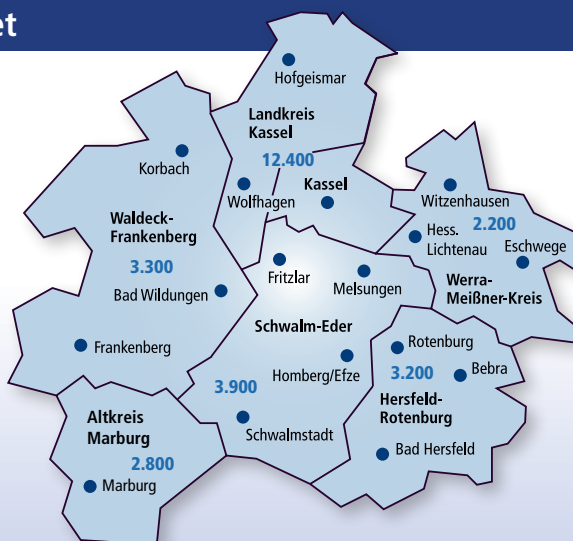 et
Hofgeismar
Landkreis
Kassel
12.400
Korbach
Wolfhagen
Kassel
Witzenhausen
2.200
Hess.
Lichtenau
Eschwege
Werra-
Meißner-Kreis
Waldeck-
Frankenberg
3.300
Bad Wildungen
Frankenberg
Fritzlar
Melsungen
Schwalm-Eder
Homberg/Efze
3.900
Schwalmstadt
Rotenburg
3.200
Bebra
Hersfeld-
Rotenburg
Bad Hersfeld
Altkreis
Marburg
2.800
Marburg